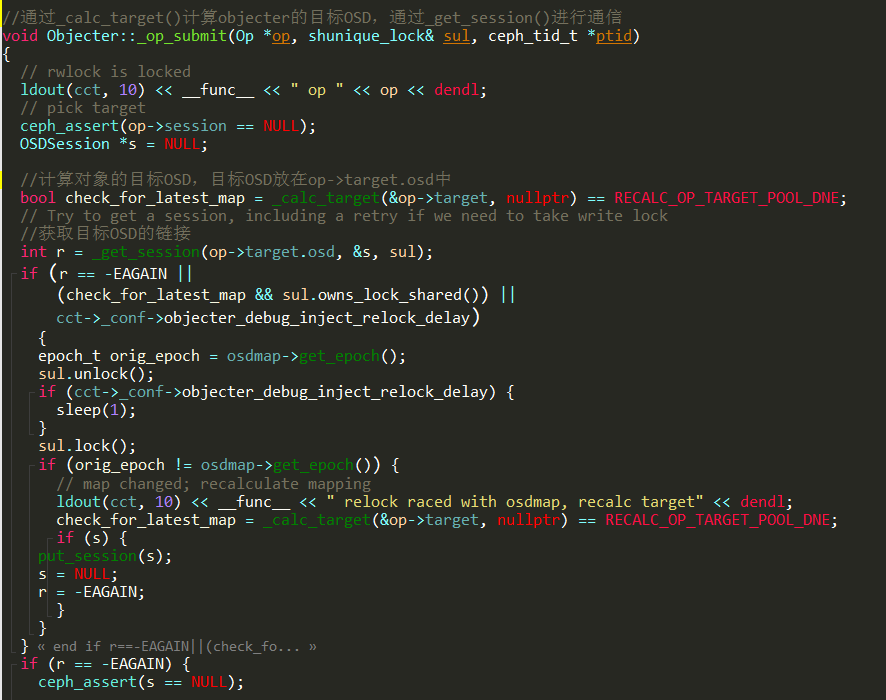 //通过_calc_target()计算objecter的目标OSD，通过_get_session()进行通信
void Objecter::_op_submit(Op *op, shunique_lock& sul, ceph_tid_t *ptid)
{
  // rwlock is locked
  ldout(cct, 10) << __func__ << " op " << op << dendl;
  // pick target
  ceph_assert(op->session == NULL);
  OSDSession *s = NULL;

  //计算对象的目标OSD，目标OSD放在op->target.osd中
  bool check_for_latest_map = _calc_target(&op->target, nullptr) == RECALC_OP_TARGET_POOL_DNE;
  // Try to get a session, including a retry if we need to take write lock
  //获取目标OSD的链接
  int r = _get_session(op->target.osd, &s, sul);
  if (r == -EAGAIN ||
      (check_for_latest_map && sul.owns_lock_shared()) ||
      cct->_conf->objecter_debug_inject_relock_delay)
    {
    epoch_t orig_epoch = osdmap->get_epoch();
    sul.unlock();
    if (cct->_conf->objecter_debug_inject_relock_delay) {
      sleep(1);
    }
    sul.lock();
    if (orig_epoch != osdmap->get_epoch()) {
      // map changed; recalculate mapping
      ldout(cct, 10) << __func__ << " relock raced with osdmap, recalc target" << dendl;
      check_for_latest_map = _calc_target(&op->target, nullptr) == RECALC_OP_TARGET_POOL_DNE;
      if (s) {
    put_session(s);
    s = NULL;
    r = -EAGAIN;
      }
    }
  } « end if r==-EAGAIN||(check_fo... »
  if (r == -EAGAIN) {
    ceph_assert(s == NULL);